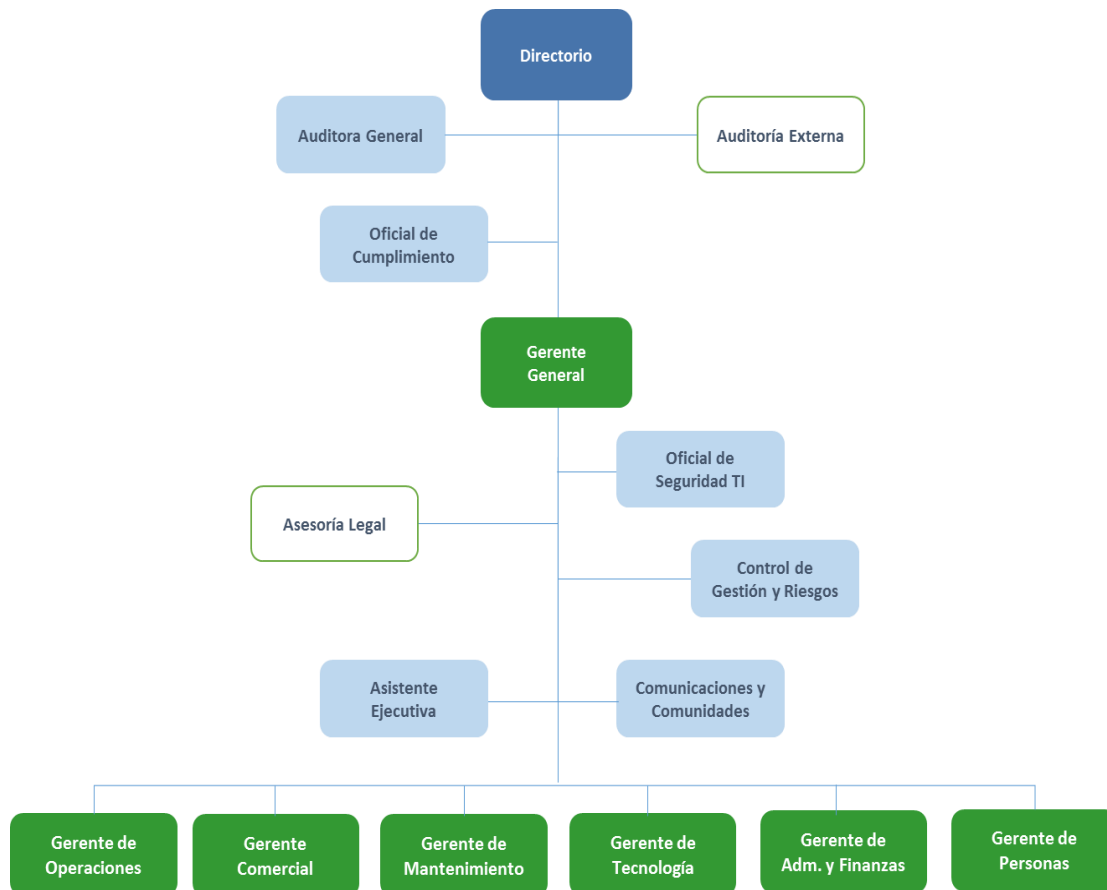 Directorio
Auditora General
Auditoría Externa
Oficial de
Cumplimiento
Gerente
General
Oficial de
Seguridad TI
Asesoría Legal
Control de
Gestión y Riesgos
Asistente
Ejecutiva
Comunicaciones y
Comunidades
Gerente de
Operaciones
Gerente
Comercial
Gerente de
Mantenimiento
Gerente de
Tecnología
Gerente de
Adm. y Finanzas
Gerente de
Personas